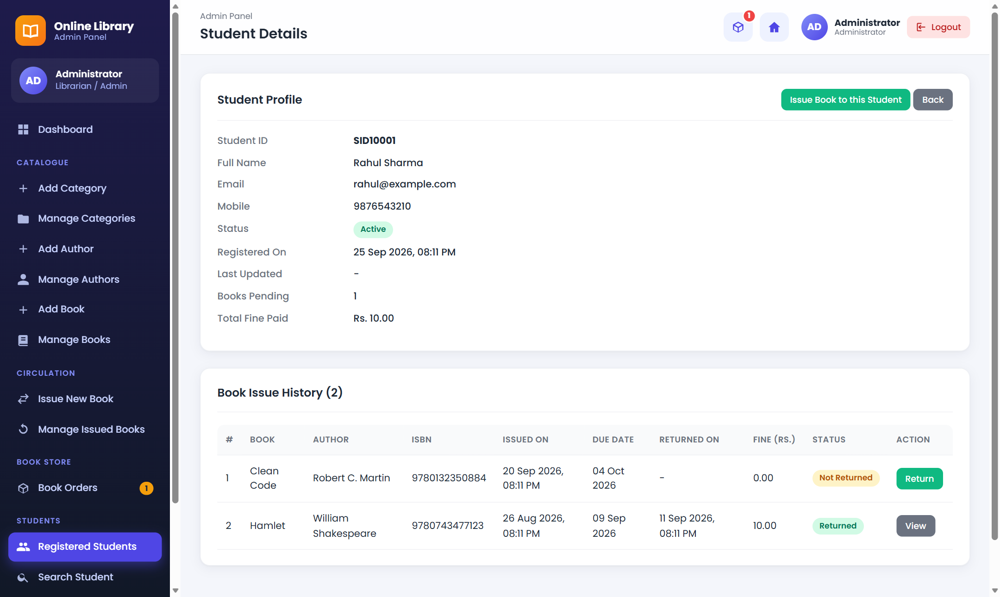 Online Library
Admin Panel
AD
Administrator
Librarian / Admin
Dashboard
CATALOGUE
Add Category
Manage Categories
Add Author
Manage Authors
Add Book
Manage Books
CIRCULATION
Issue New Book
Manage Issued Books
BOOK STORE
Book Orders
1
STUDENTS
Registered Students
Search Student
Admin Panel
Student Details
1
AD
Administrator
Administrator
Logout
Student Profile
Issue Book to this Student
Back
Student ID SID10001
Full Name Rahul Sharma
Email rahul@example.com
Mobile 9876543210
Status Active
Registered On 25 Sep 2026, 08:11 PM
Last Updated -
Books Pending 1
Total Fine Paid Rs. 10.00
Book Issue History (2)
# BOOK AUTHOR ISBN ISSUED ON DUE DATE RETURNED ON FINE (RS.) STATUS ACTION
1 Clean Code Robert C. Martin 9780132350884 20 Sep 2026, 08:11 PM 04 Oct 2026 - 0.00 Not Returned Return
2 Hamlet William Shakespeare 9780743477123 26 Aug 2026, 08:11 PM 09 Sep 2026 11 Sep 2026, 08:11 PM 10.00 Returned View